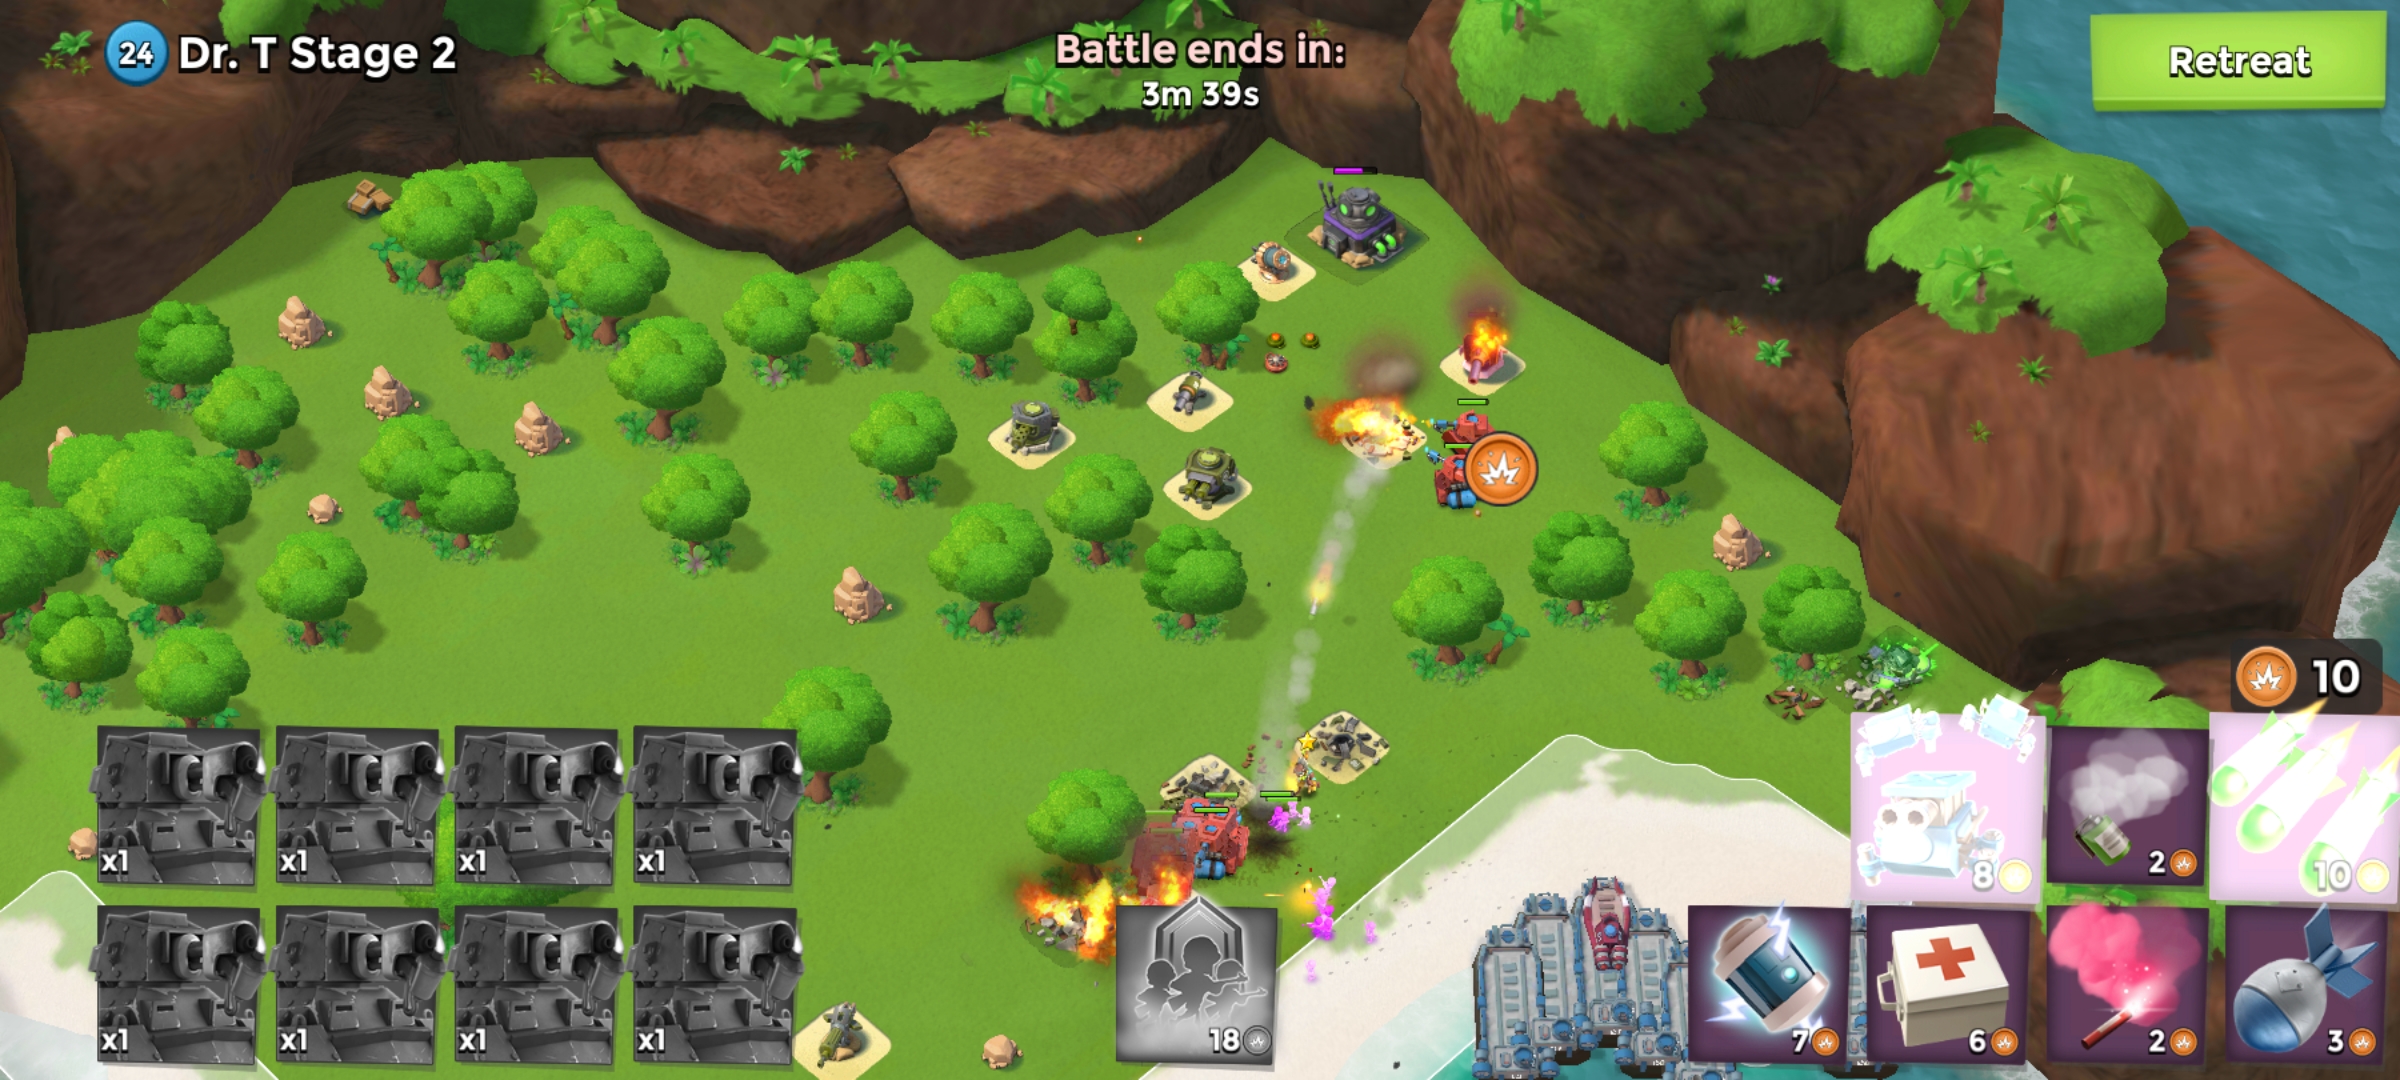 24 Dr. T Stage 2
Battle ends in:
3m 39s
Retreat
10
x1 x1 x1 x1
8 2 10
x1 x1 x1 x1
18 7 6 2 3